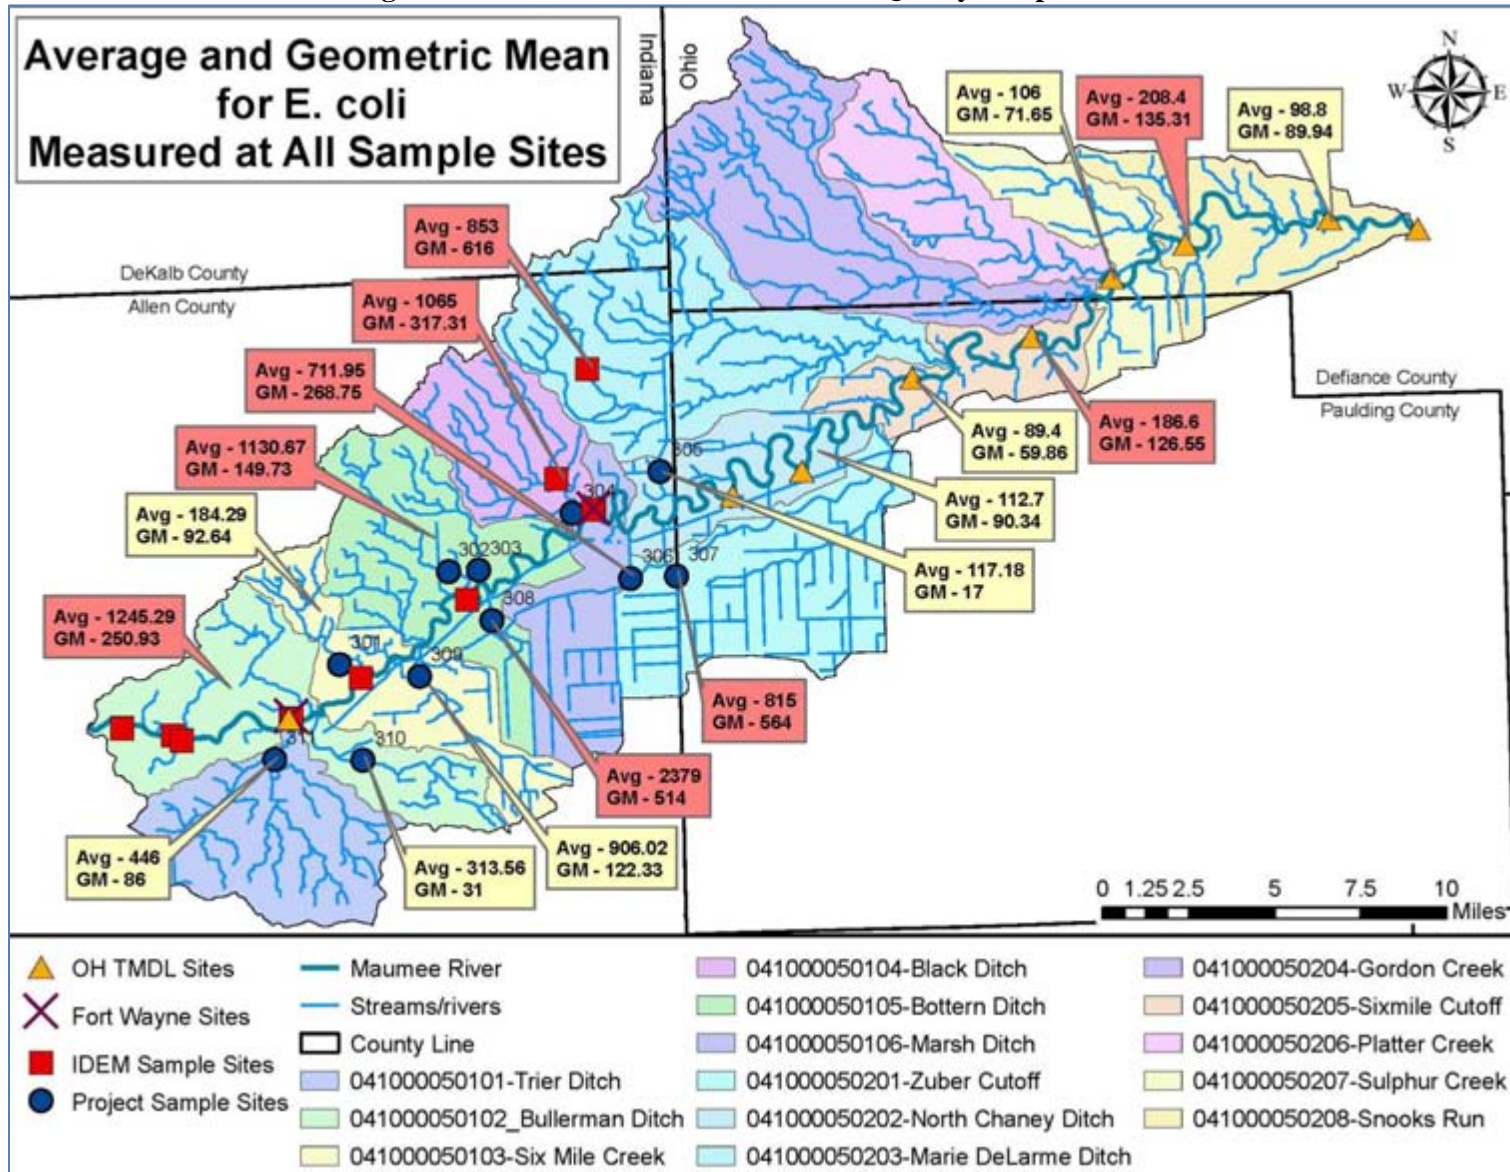 Average and Geometric Mean
for E. coli
Measured at All Sample Sites
Indiana
Ohio
N
W
E
S
Avg - 106
GM - 71.65
Avg - 208.4
GM - 135.31
Avg - 98.8
GM - 89.94
Avg - 853
GM - 616
DeKalb County
Allen County
Avg - 1065
GM - 317.31
Avg - 711.95
GM - 268.75
Defiance County
Paulding County
Avg - 186.6
GM - 126.55
Avg - 89.4
GM - 59.86
Avg - 1130.67
GM - 149.73
305
304
Avg - 112.7
GM - 90.34
Avg - 184.29
GM - 92.64
302
303
306
307
Avg - 117.18
GM - 17
308
Avg - 1245.29
GM - 250.93
301
309
Avg - 815
GM - 564
31
310
Avg - 2379
GM - 514
Avg - 446
GM - 86
Avg - 313.56
GM - 31
Avg - 906.02
GM - 122.33
0 1.25 2.5 5 7.5 10
Miles
OH TMDL Sites
Fort Wayne Sites
IDEM Sample Sites
Project Sample Sites
Maumee River
Streams/rivers
County Line
041000050101-Trier Ditch
041000050102_Bullerman Ditch
041000050103-Six Mile Creek
041000050104-Black Ditch
041000050105-Bottern Ditch
041000050106-Marsh Ditch
041000050201-Zuber Cutoff
041000050202-North Chaney Ditch
041000050203-Marie DeLarme Ditch
041000050204-Gordon Creek
041000050205-Sixmile Cutoff
041000050206-Platter Creek
041000050207-Sulphur Creek
041000050208-Snooks Run